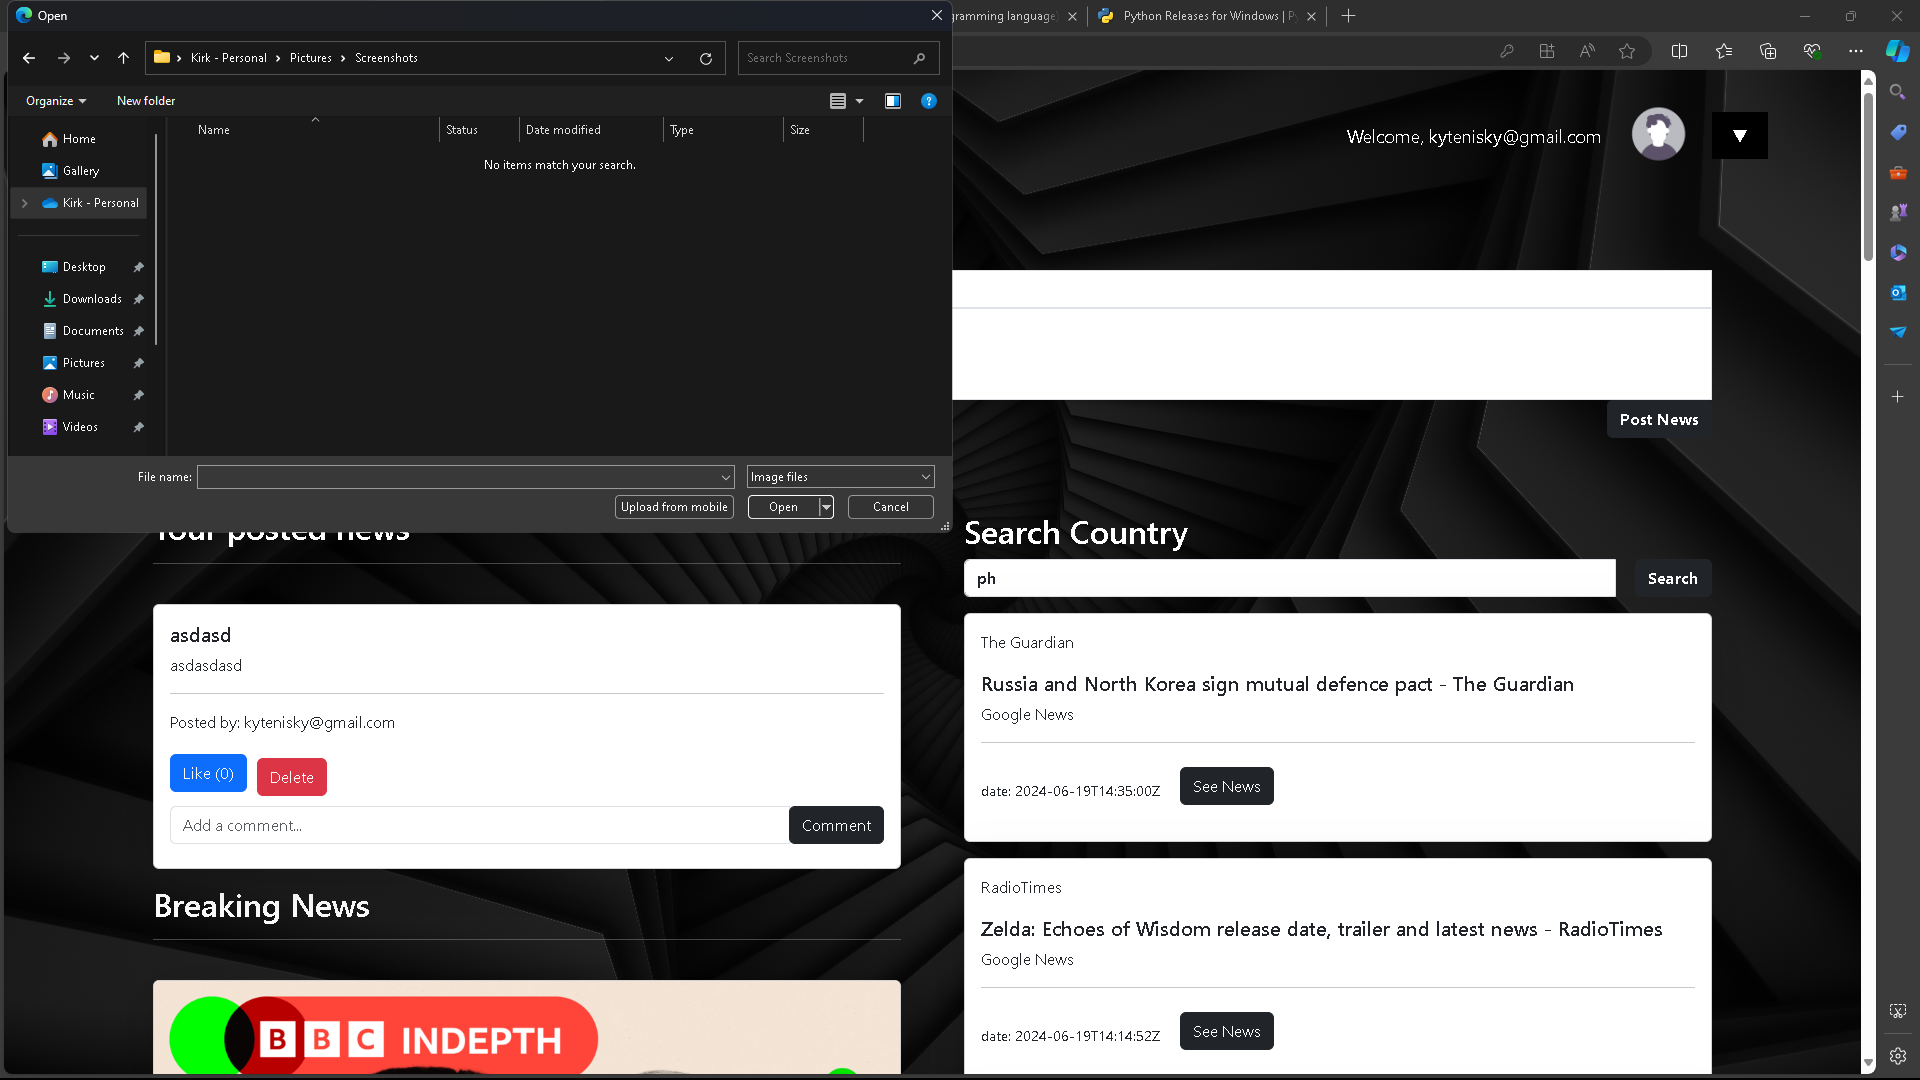 Open
gramming language)
Python Releases for Windows | Py
Kirk - Personal
Pictures
Screenshots
Search Screenshots
Organize
New folder
Name
Status
Date modified
Type
Size
No items match your search.
Home
Gallery
Kirk - Personal
Desktop
Downloads
Documents
Pictures
Music
Videos
File name:
Image files
Upload from mobile
Open
Cancel
Welcome, kytenisky@gmail.com
▼
Post News
Your posted news
asdasd
asdasdasd
Posted by: kytenisky@gmail.com
Like (0)
Delete
Add a comment...
Comment
Breaking News
BBC INDEPTH
Search Country
ph
Search
The Guardian
Russia and North Korea sign mutual defence pact - The Guardian
Google News
date: 2024-06-19T14:35:00Z
See News
RadioTimes
Zelda: Echoes of Wisdom release date, trailer and latest news - RadioTimes
Google News
date: 2024-06-19T14:14:52Z
See News